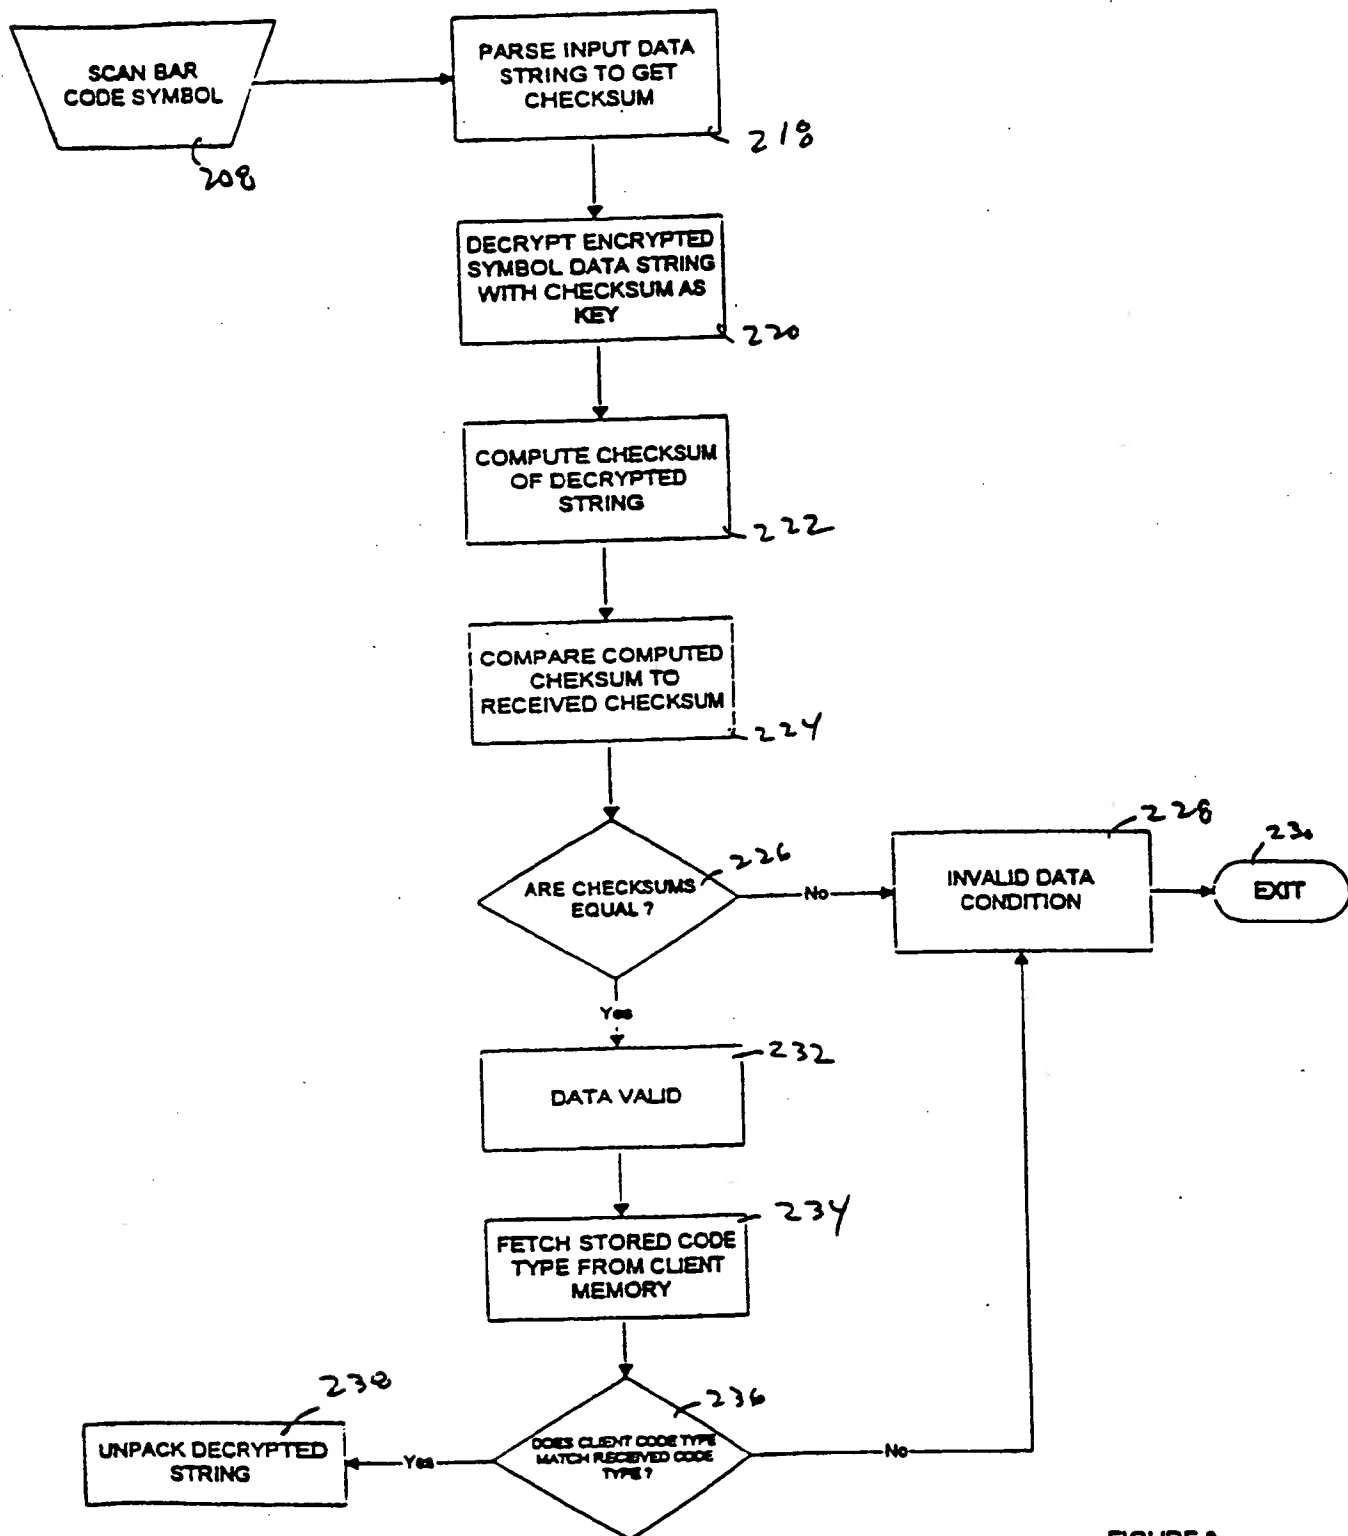 SCAN BAR
CODE SYMBOL
208
PARSE INPUT DATA
STRING TO GET
CHECKSUM
218
DECRYPT ENCRYPTED
SYMBOL DATA STRING
WITH CHECKSUM AS
KEY
220
COMPUTE CHECKSUM
OF DECRYPTED
STRING
222
COMPARE COMPUTED
CHEKSUM TO
RECEIVED CHECKSUM
224
ARE CHECKSUMS
EQUAL ?
226
No
INVALID DATA
CONDITION
228
EXIT
230
Yes
DATA VALID
232
FETCH STORED CODE
TYPE FROM CLIENT
MEMORY
234
DOES CLIENT CODE TYPE
MATCH RECEIVED CODE
TYPE ?
236
No
Yes
UNPACK DECRYPTED
STRING
238